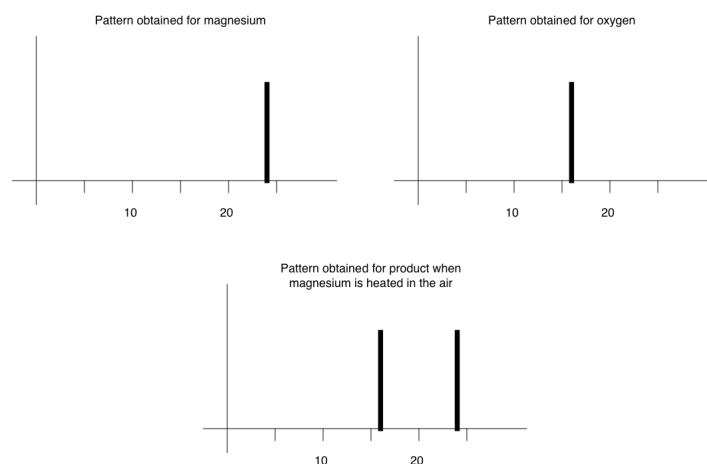 Pattern obtained for magnesium
10 20
Pattern obtained for oxygen
10 20
Pattern obtained for product when
magnesium is heated in the air
10 20